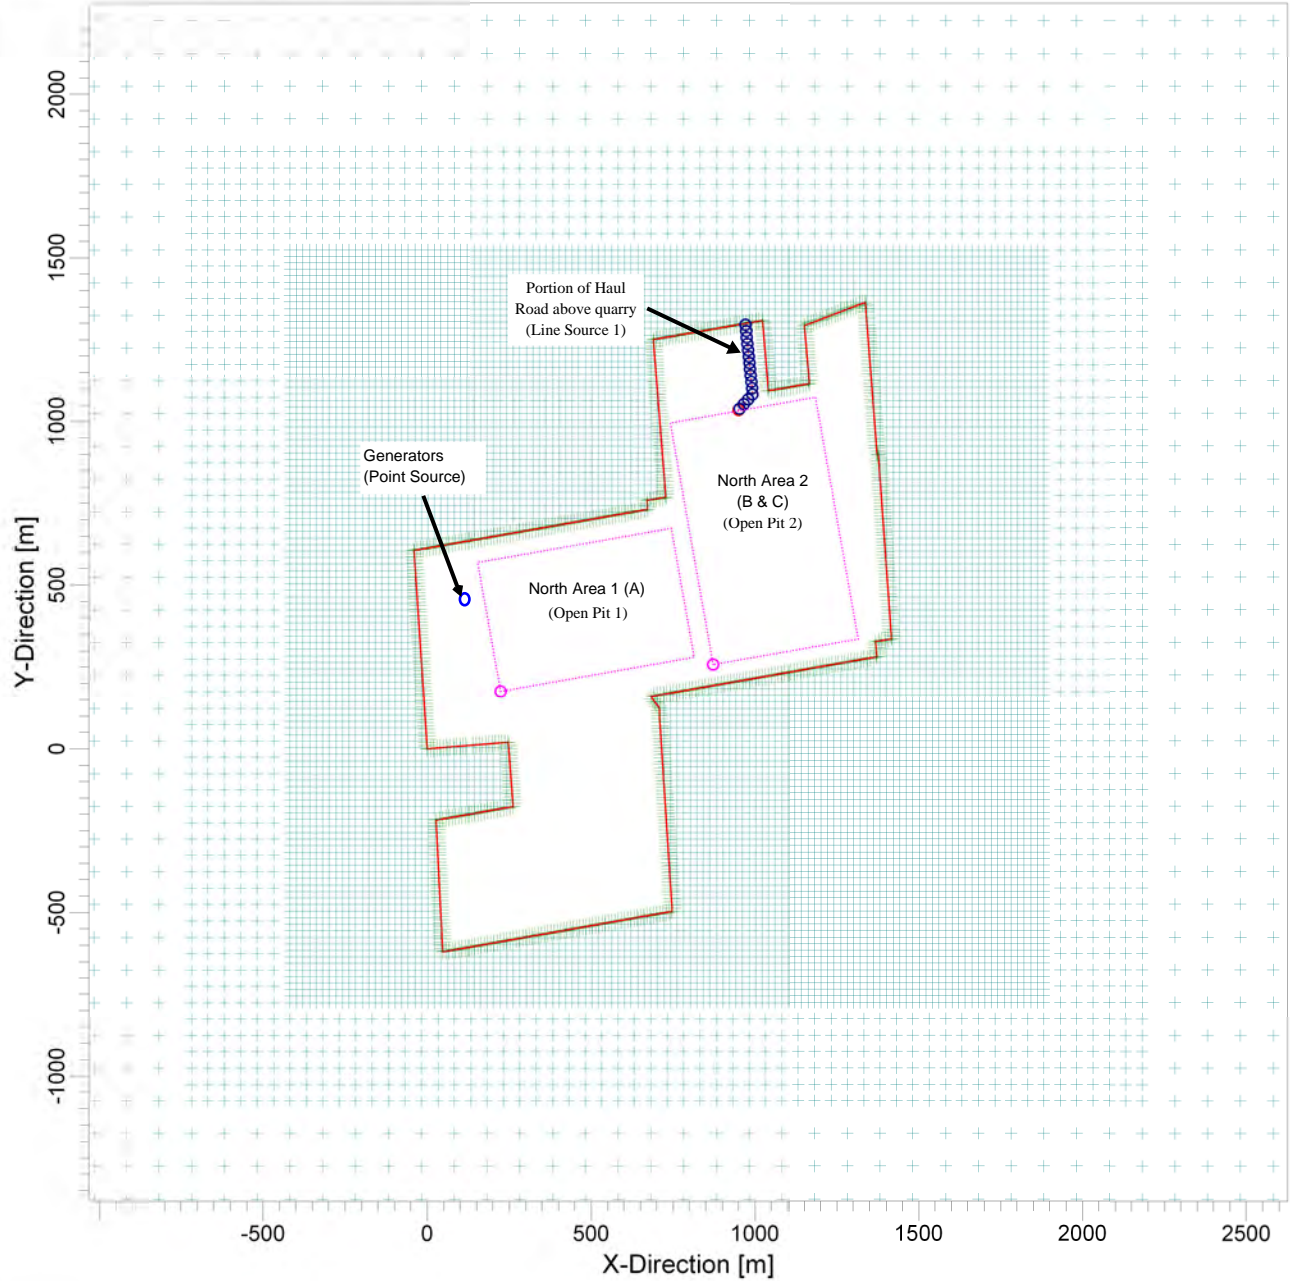 2000
1500
1000
500
0
-500
-1000
Y-Direction [m]
Portion of Haul
Road above quarry
(Line Source 1)
Generators
(Point Source)
North Area 2
(B & C)
(Open Pit 2)
North Area 1 (A)
(Open Pit 1)
-500
0
500
1000
1500
2000
2500
X-Direction [m]